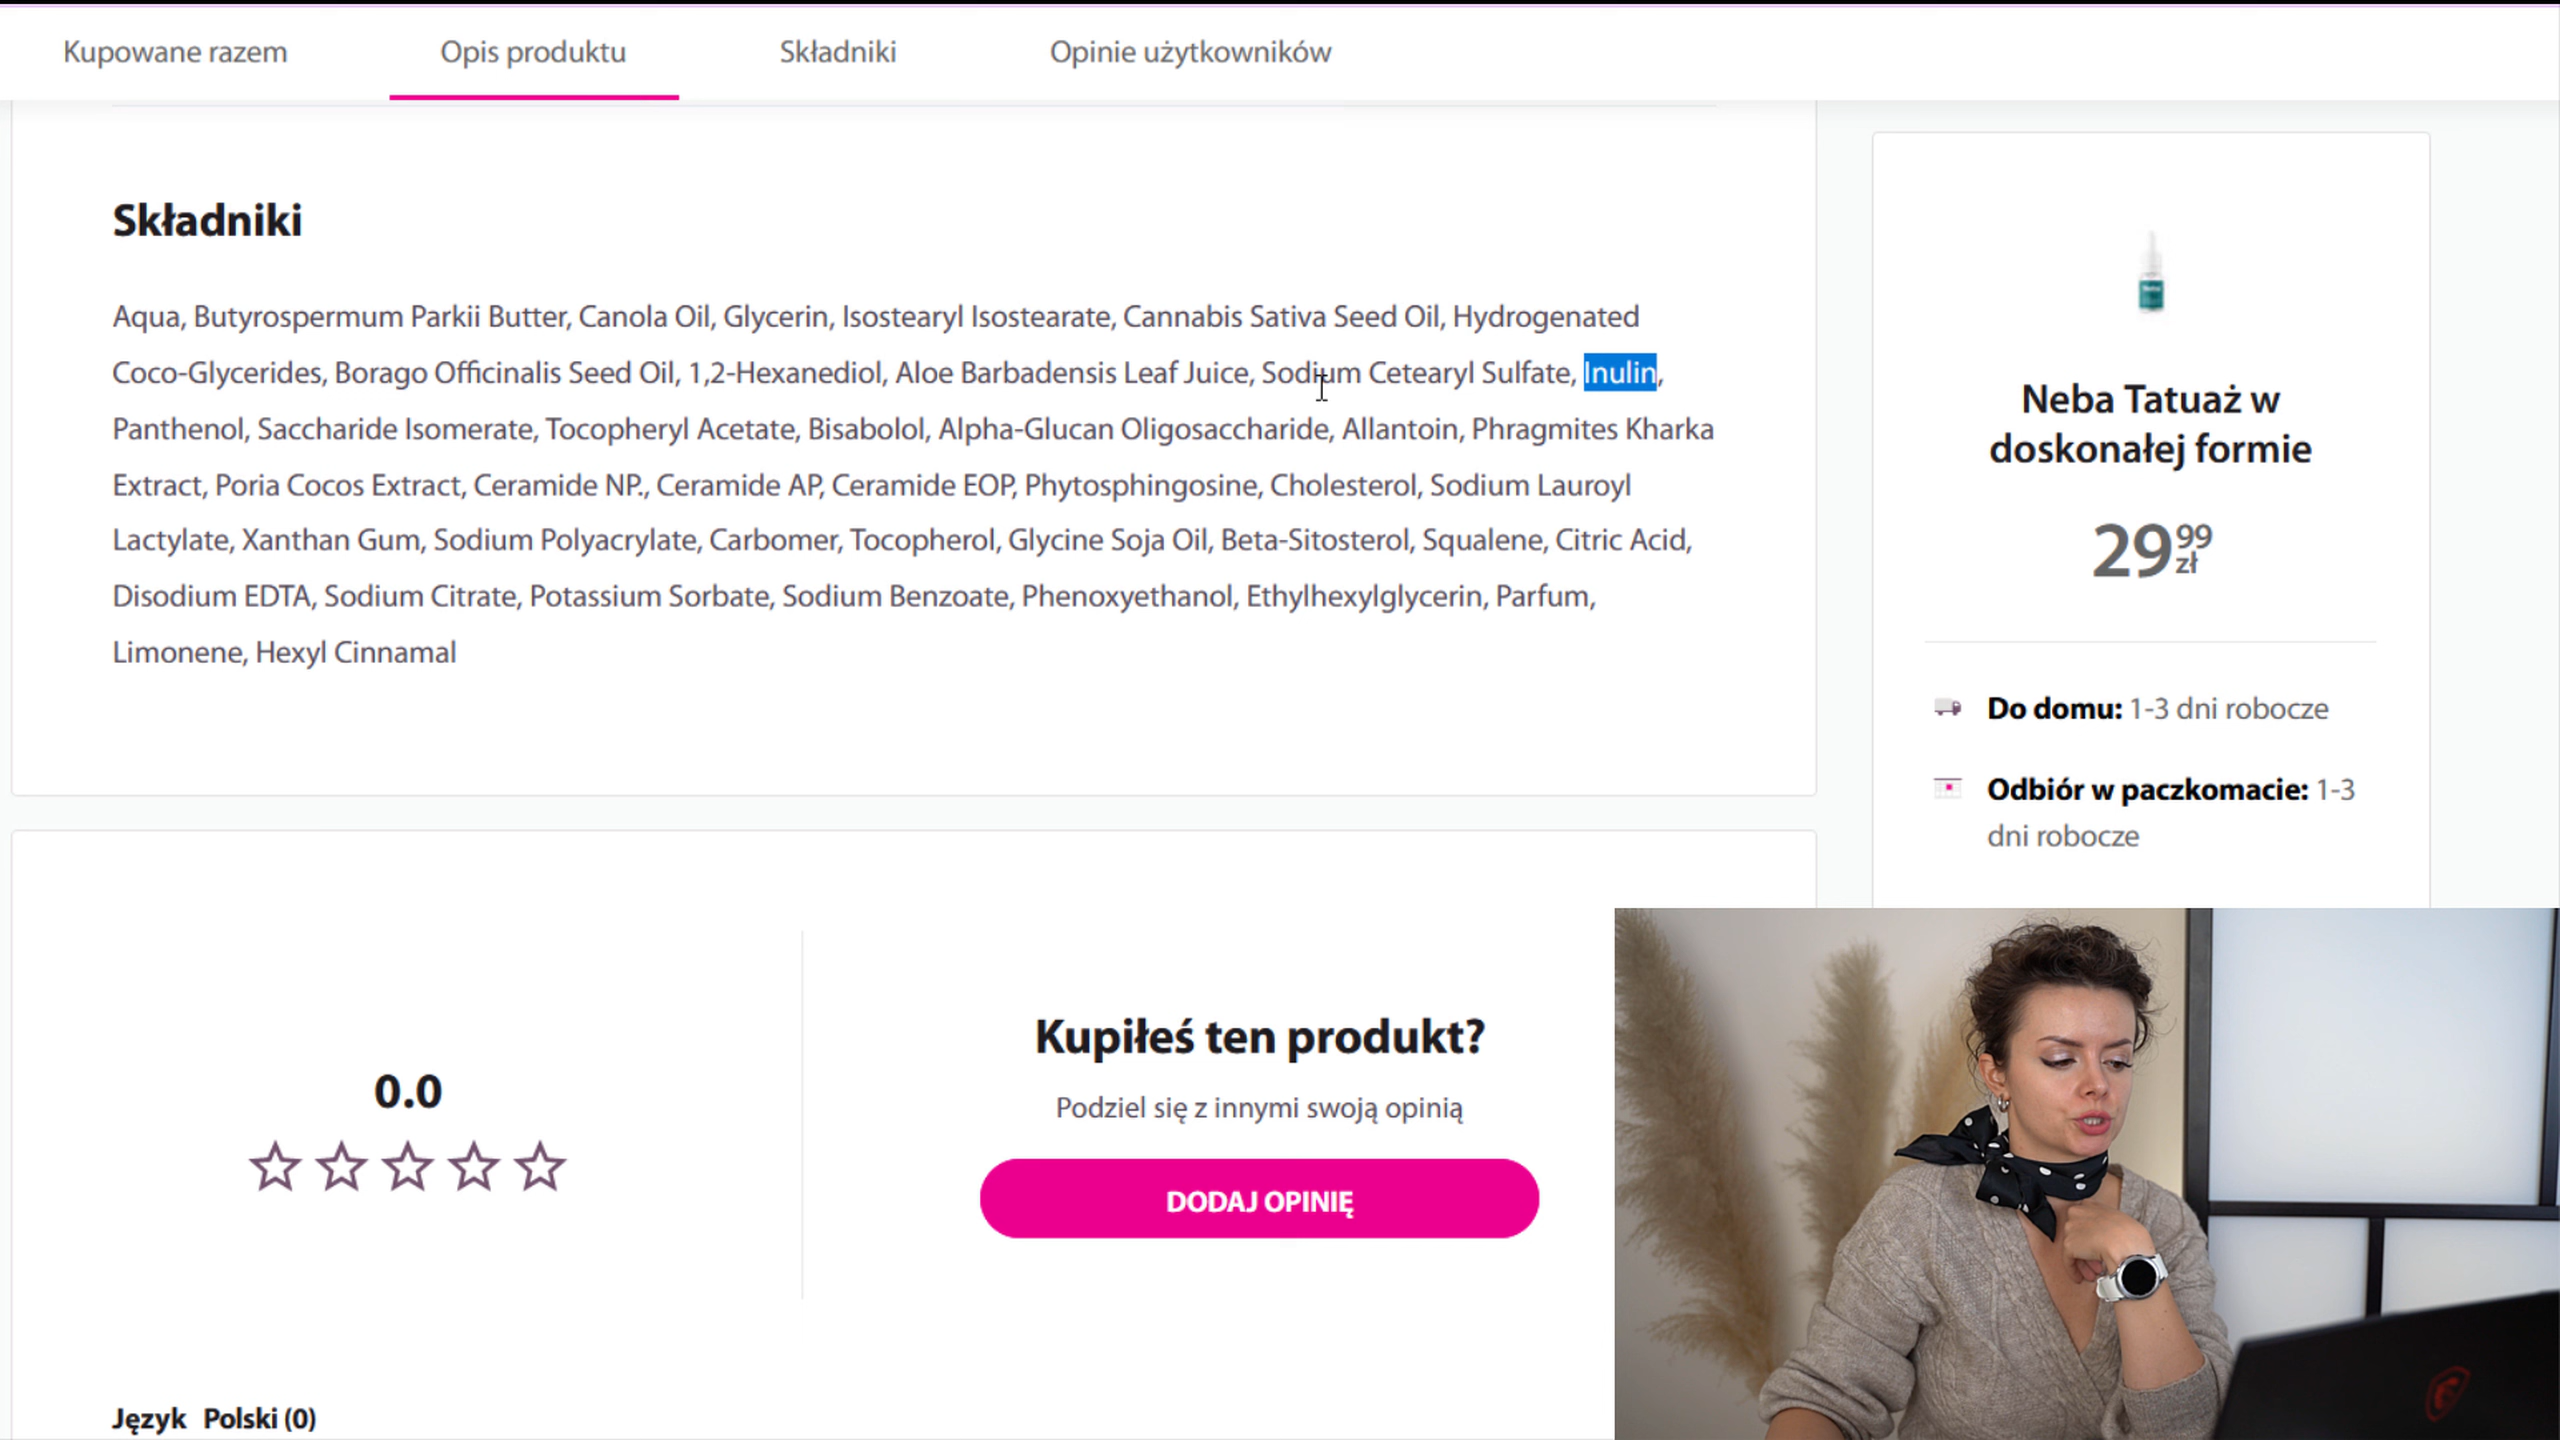 Kupowane razem
Opis produktu
Składniki
Opinie użytkowników
Składniki
Aqua, Butyrospermum Parkii Butter, Canola Oil, Glycerin, Isostearyl Isostearate, Cannabis Sativa Seed Oil, Hydrogenated
Coco-Glycerides, Borago Officinalis Seed Oil, 1,2-Hexanediol, Aloe Barbadensis Leaf Juice, Sodium Cetearyl Sulfate, Inulin,
Panthenol, Saccharide Isomerate, Tocopheryl Acetate, Bisabolol, Alpha-Glucan Oligosaccharide, Allantoin, Phragmites Kharka
Extract, Poria Cocos Extract, Ceramide NP., Ceramide AP, Ceramide EOP, Phytosphingosine, Cholesterol, Sodium Lauroyl
Lactylate, Xanthan Gum, Sodium Polyacrylate, Carbomer, Tocopherol, Glycine Soja Oil, Beta-Sitosterol, Squalene, Citric Acid,
Disodium EDTA, Sodium Citrate, Potassium Sorbate, Sodium Benzoate, Phenoxyethanol, Ethylhexylglycerin, Parfum,
Limonene, Hexyl Cinnamal
Neba Tatuaż w
doskonałej formie
29 99 zł
Do domu: 1-3 dni robocze
Odbiór w paczkomacie: 1-3
dni robocze
0.0
Kupiłeś ten produkt?
Podziel się z innymi swoją opinią
DODAJ OPINIĘ
Język Polski (0)